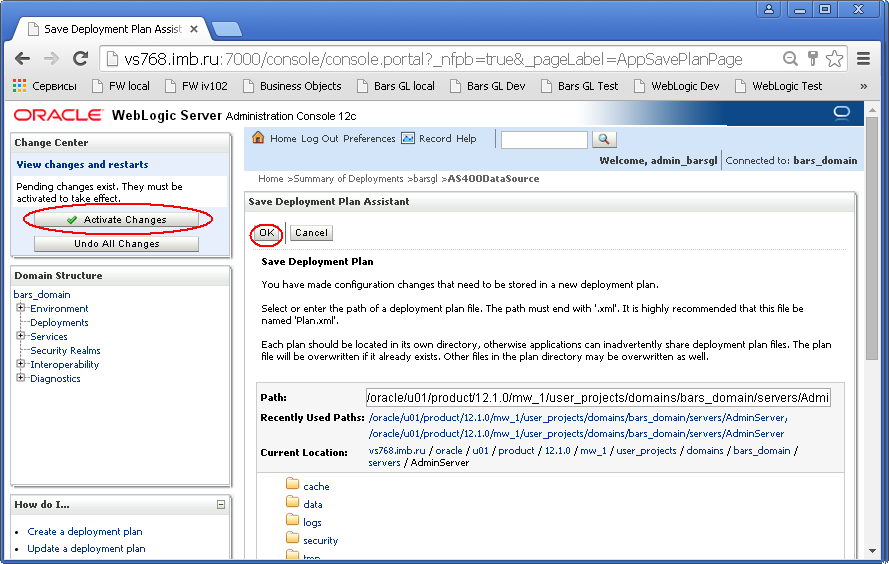 Save Deployment Plan Assist
vs768.imb.ru:7000/console/console.portal?_nfpb=true&_pageLabel=AppSavePlanPage
Сервисы FW local FW iv102 Business Objects Bars GL local AS DB Gl Dev Bars GL Test WebLogic Dev WebLogic Test »
ORACLE WebLogic Server Administration Console 12c
Change Center
View changes and restarts
Pending changes exist. They must be
activated to take effect.
Activate Changes
Undo All Changes
Domain Structure
bars_domain
Environment
Deployments
Services
Security Realms
Interoperability
Diagnostics
How do I...
• Create a deployment plan
• Update a deployment plan
Home Log Out Preferences Record Help
Welcome, admin_barsgl Connected to: bars_domain
Home >Summary of Deployments >barsgl >AS400DataSource
Save Deployment Plan Assistant
OK Cancel
Save Deployment Plan
You have made configuration changes that need to be stored in a new deployment plan.
Select or enter the path of a deployment plan file. The path must end with '.xml'. It is highly recommended that this file be
named 'Plan.xml'.
Each plan should be located in its own directory, otherwise applications can inadvertently share deployment plan files. The plan
file will be overwritten if it already exists. Other files in the plan directory may be overwritten as well.
Path: /oracle/u01/product/12.1.0/mw_1/user_projects/domains/bars_domain/servers/Admi
Recently Used Paths: /oracle/u01/product/12.1.0/mw_1/user_projects/domains/bars_domain/servers/AdminServer,
/oracle/u01/product/12.1.0/mw_1/user_projects/domains/bars_domain/servers/AdminServer
Current Location: vs768.imb.ru / oracle / u01 / product / 12.1.0 / mw_1 / user_projects / domains / bars_domain /
servers / AdminServer
cache
data
logs
security
tmp